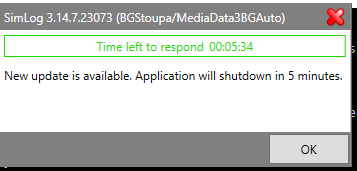 SimLog 3.14.7.23073 (BGStoupa/MediaData3BGAuto)
Time left to respond 00:05:34
New update is available. Application will shutdown in 5 minutes.
OK